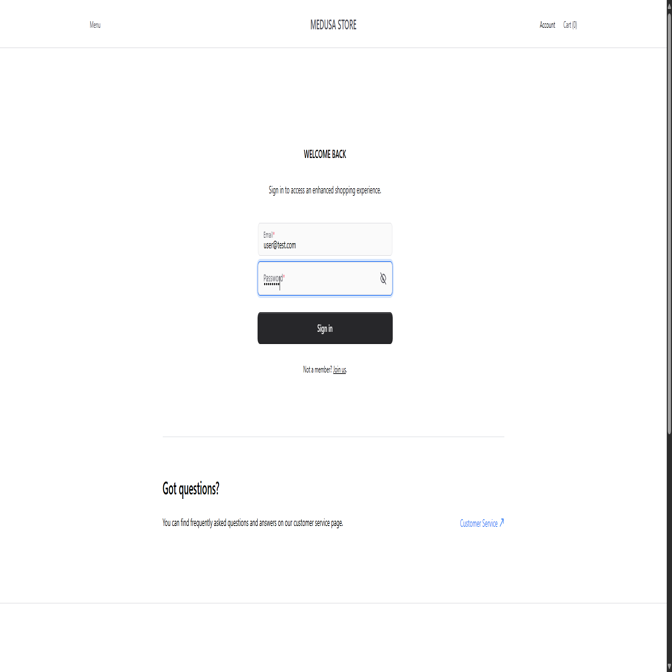 Menu
MEDUSA STORE
Account
Cart (0)
WELCOME BACK
Sign in to access an enhanced shopping experience.
Email*
user@test.com
Password*
••••••••
Sign in
Not a member? Join us.
Got questions?
You can find frequently asked questions and answers on our customer service page.
Customer Service